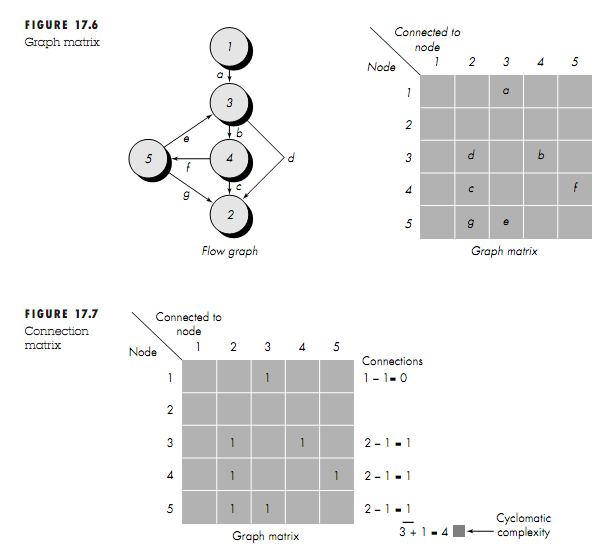 FIGURE 17.6
Graph matrix
1
a
3
b
e
5
4
d
f
c
g
2
Flow graph
Connected to
node
Node
1 2 3 4 5
1 a
2
3 d b
4 c f
5 g e
Graph matrix
FIGURE 17.7
Connection
matrix
Connected to
node
Node
1 2 3 4 5
Connections
1 1 1 – 1 = 0
2
3 1 1 2 – 1 = 1
4 1 1 2 – 1 = 1
5 1 1 2 – 1 = 1
3 + 1 = 4
Cyclomatic
complexity
Graph matrix